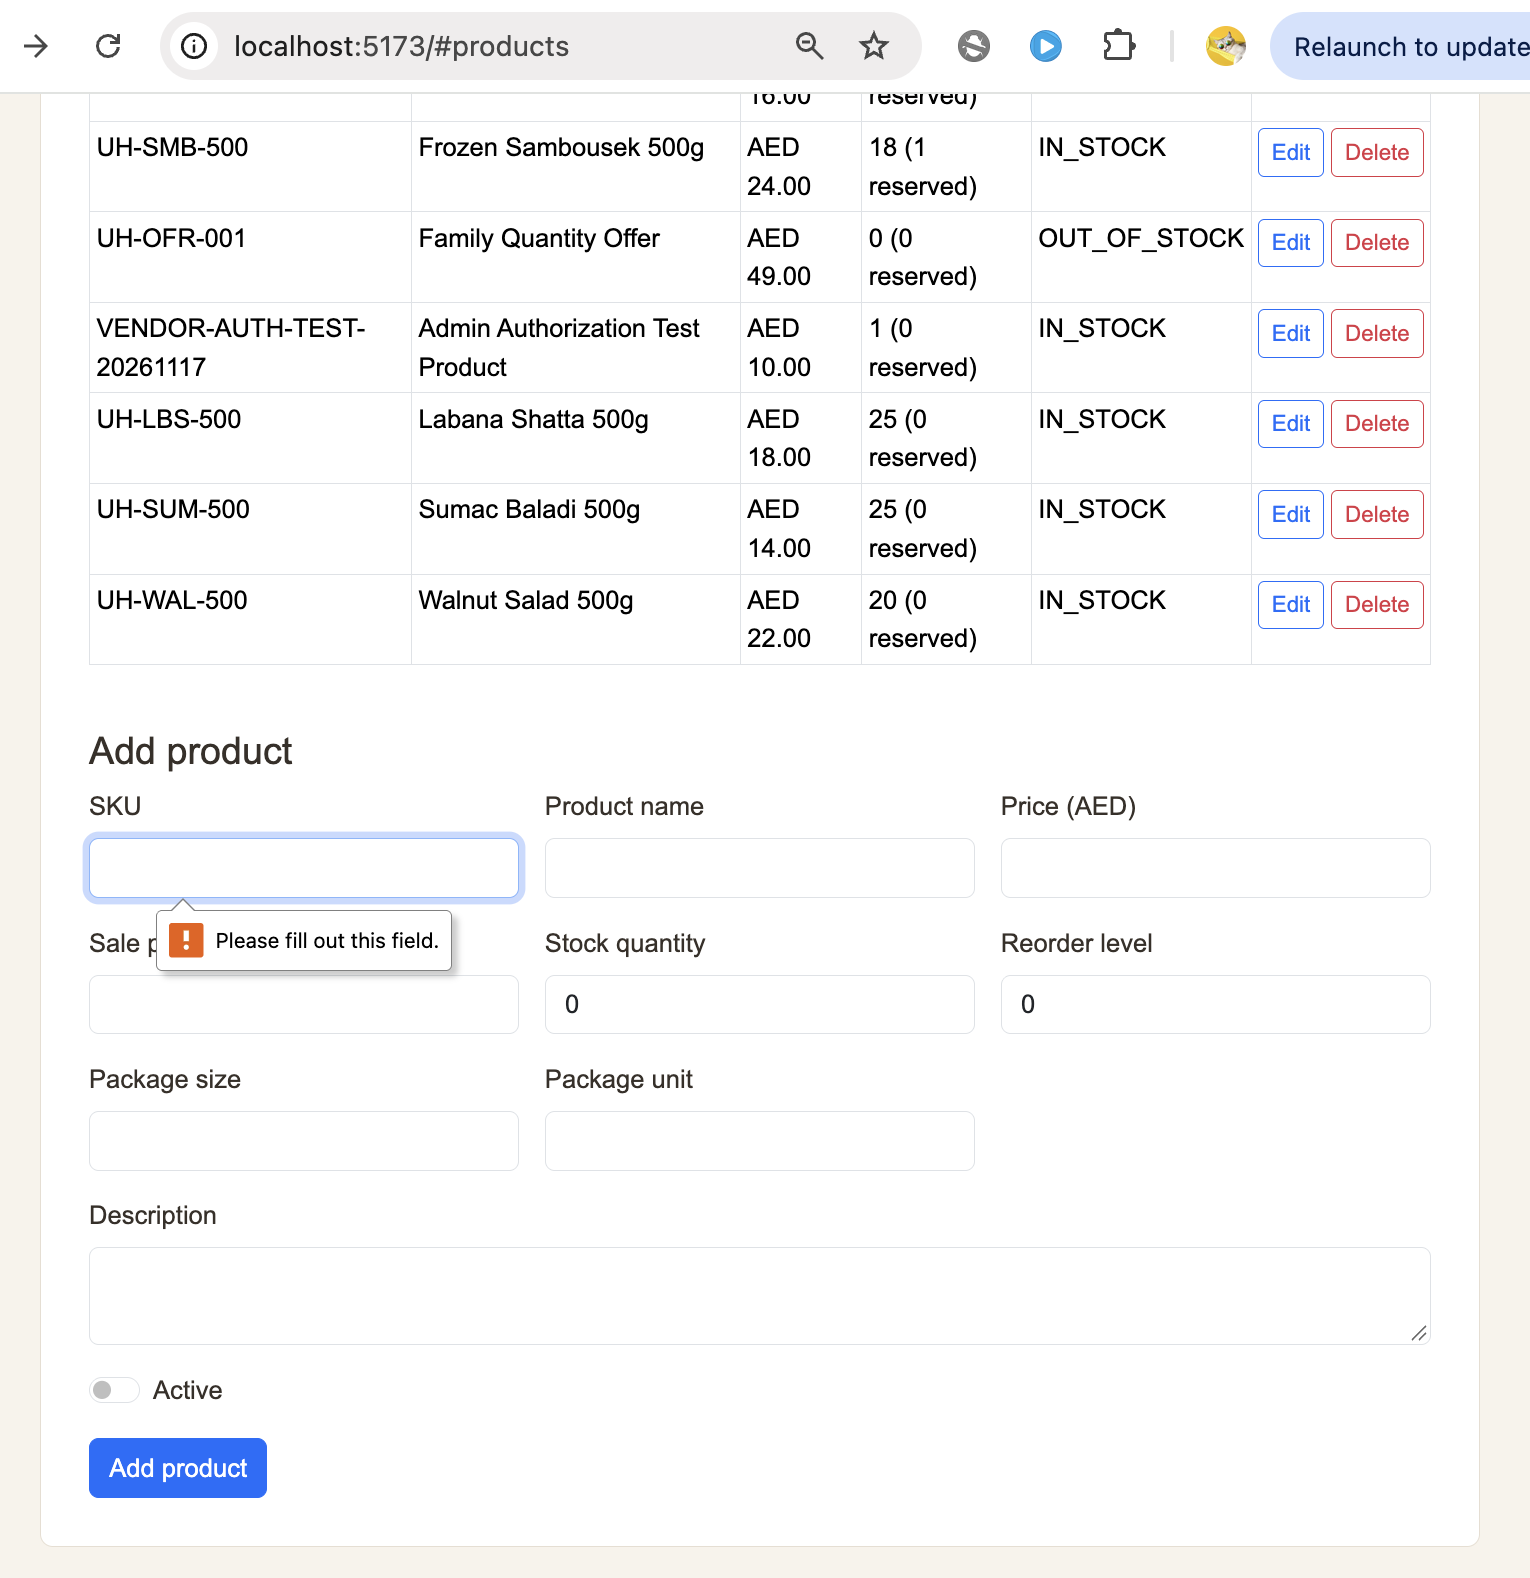 localhost:5173/#products
Relaunch to update
16.00 reserved)
UH-SMB-500 Frozen Sambousek 500g AED 24.00 18 (1 reserved) IN_STOCK Edit Delete
UH-OFR-001 Family Quantity Offer AED 49.00 0 (0 reserved) OUT_OF_STOCK Edit Delete
VENDOR-AUTH-TEST-20261117 Admin Authorization Test Product AED 10.00 1 (0 reserved) IN_STOCK Edit Delete
UH-LBS-500 Labana Shatta 500g AED 18.00 25 (0 reserved) IN_STOCK Edit Delete
UH-SUM-500 Sumac Baladi 500g AED 14.00 25 (0 reserved) IN_STOCK Edit Delete
UH-WAL-500 Walnut Salad 500g AED 22.00 20 (0 reserved) IN_STOCK Edit Delete
Add product
SKU Product name Price (AED)
Please fill out this field.
Sale Stock quantity Reorder level
0 0
Package size Package unit
Description
Active
Add product